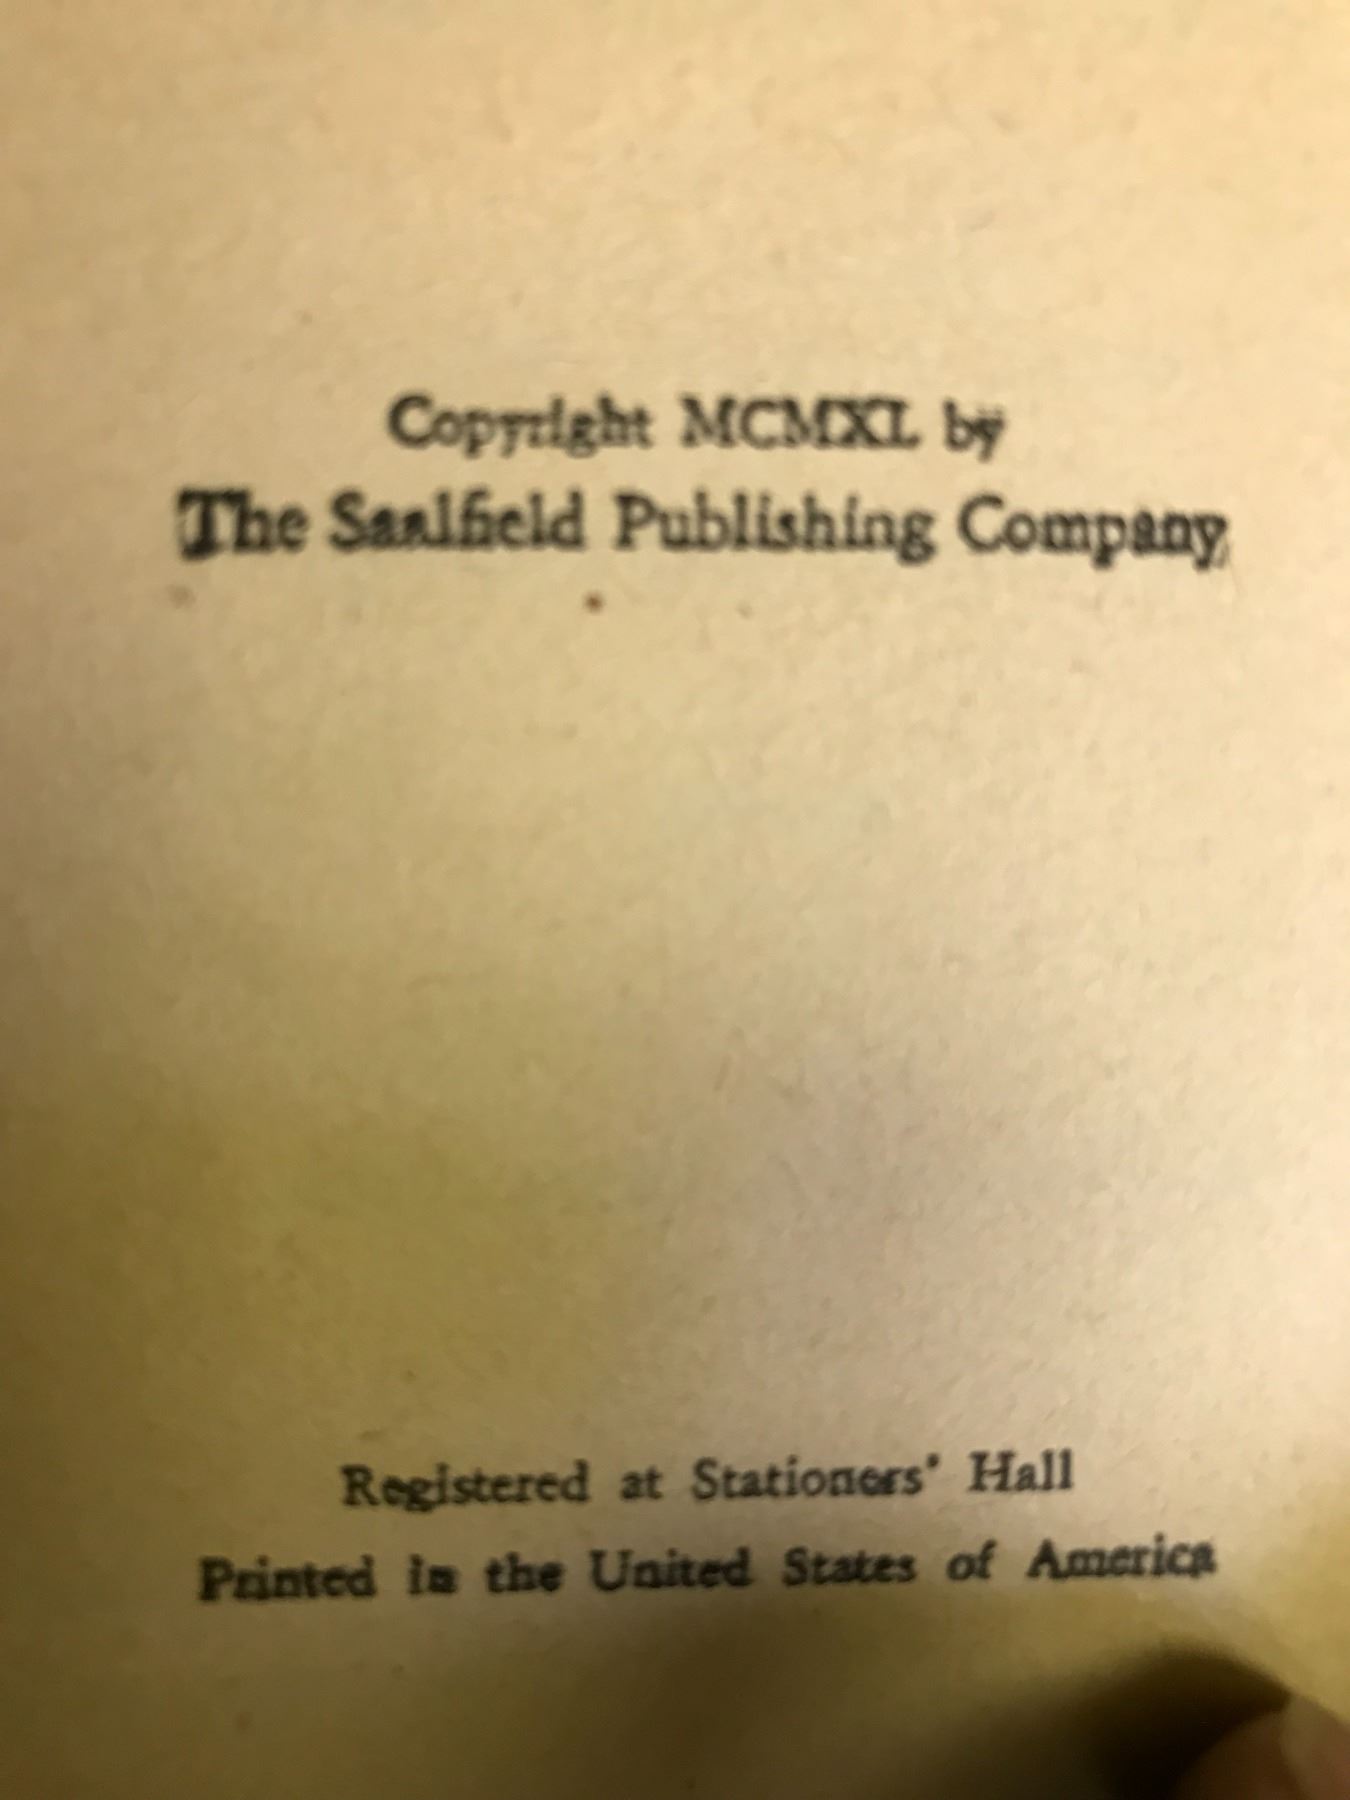 Copyright MCMXL by
The Saalfield Publishing Company
Registered at Stationers' Hall
Printed in the United States of America